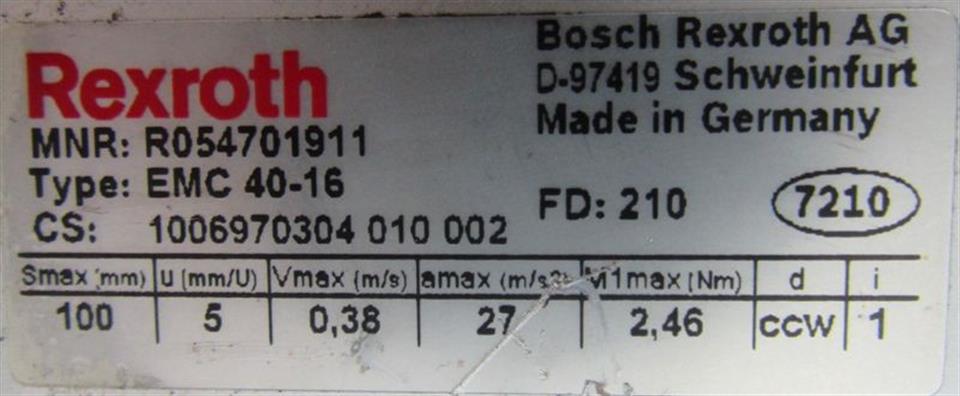 Rexroth
Bosch Rexroth AG
D-97419 Schweinfurt
Made in Germany
MNR: R054701911
Type: EMC 40-16
FD: 210 7210
CS: 1006970304 010 002
Smax (mm) u (mm/U) Vmax (m/s) amax (m/s²) M1max (Nm) d i
100 5 0,38 27 2,46 ccw 1